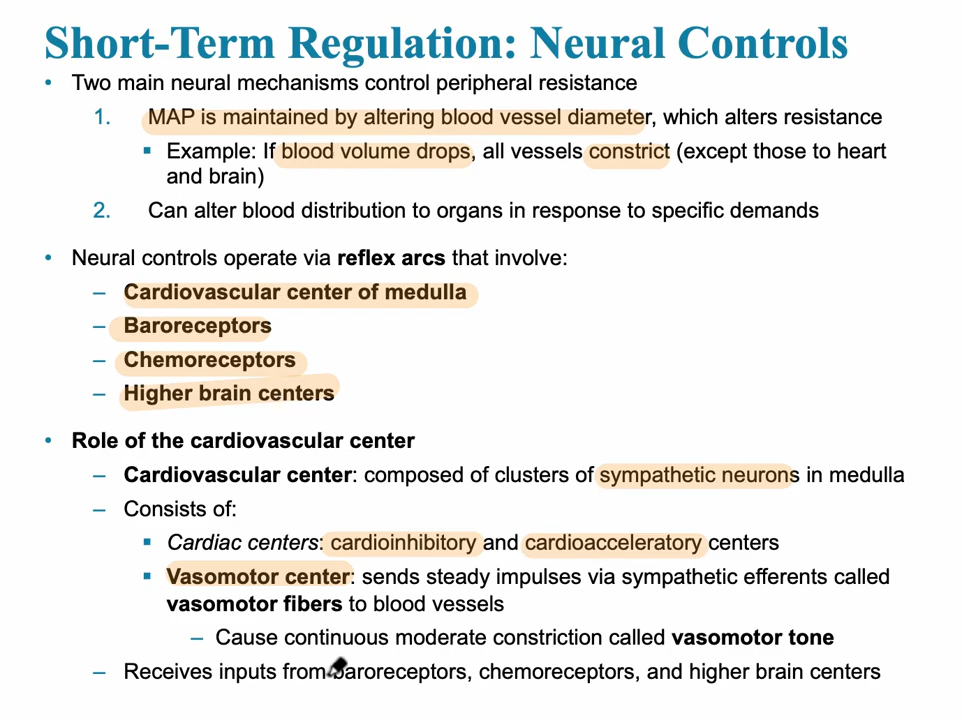 Short-Term Regulation: Neural Controls
• Two main neural mechanisms control peripheral resistance
1. MAP is maintained by altering blood vessel diameter, which alters resistance
▪ Example: If blood volume drops, all vessels constrict (except those to heart
and brain)
2. Can alter blood distribution to organs in response to specific demands
• Neural controls operate via reflex arcs that involve:
– Cardiovascular center of medulla
– Baroreceptors
– Chemoreceptors
– Higher brain centers
• Role of the cardiovascular center
– Cardiovascular center: composed of clusters of sympathetic neurons in medulla
– Consists of:
▪ Cardiac centers: cardioinhibitory and cardioacceleratory centers
▪ Vasomotor center: sends steady impulses via sympathetic efferents called
vasomotor fibers to blood vessels
– Cause continuous moderate constriction called vasomotor tone
– Receives inputs from baroreceptors, chemoreceptors, and higher brain centers